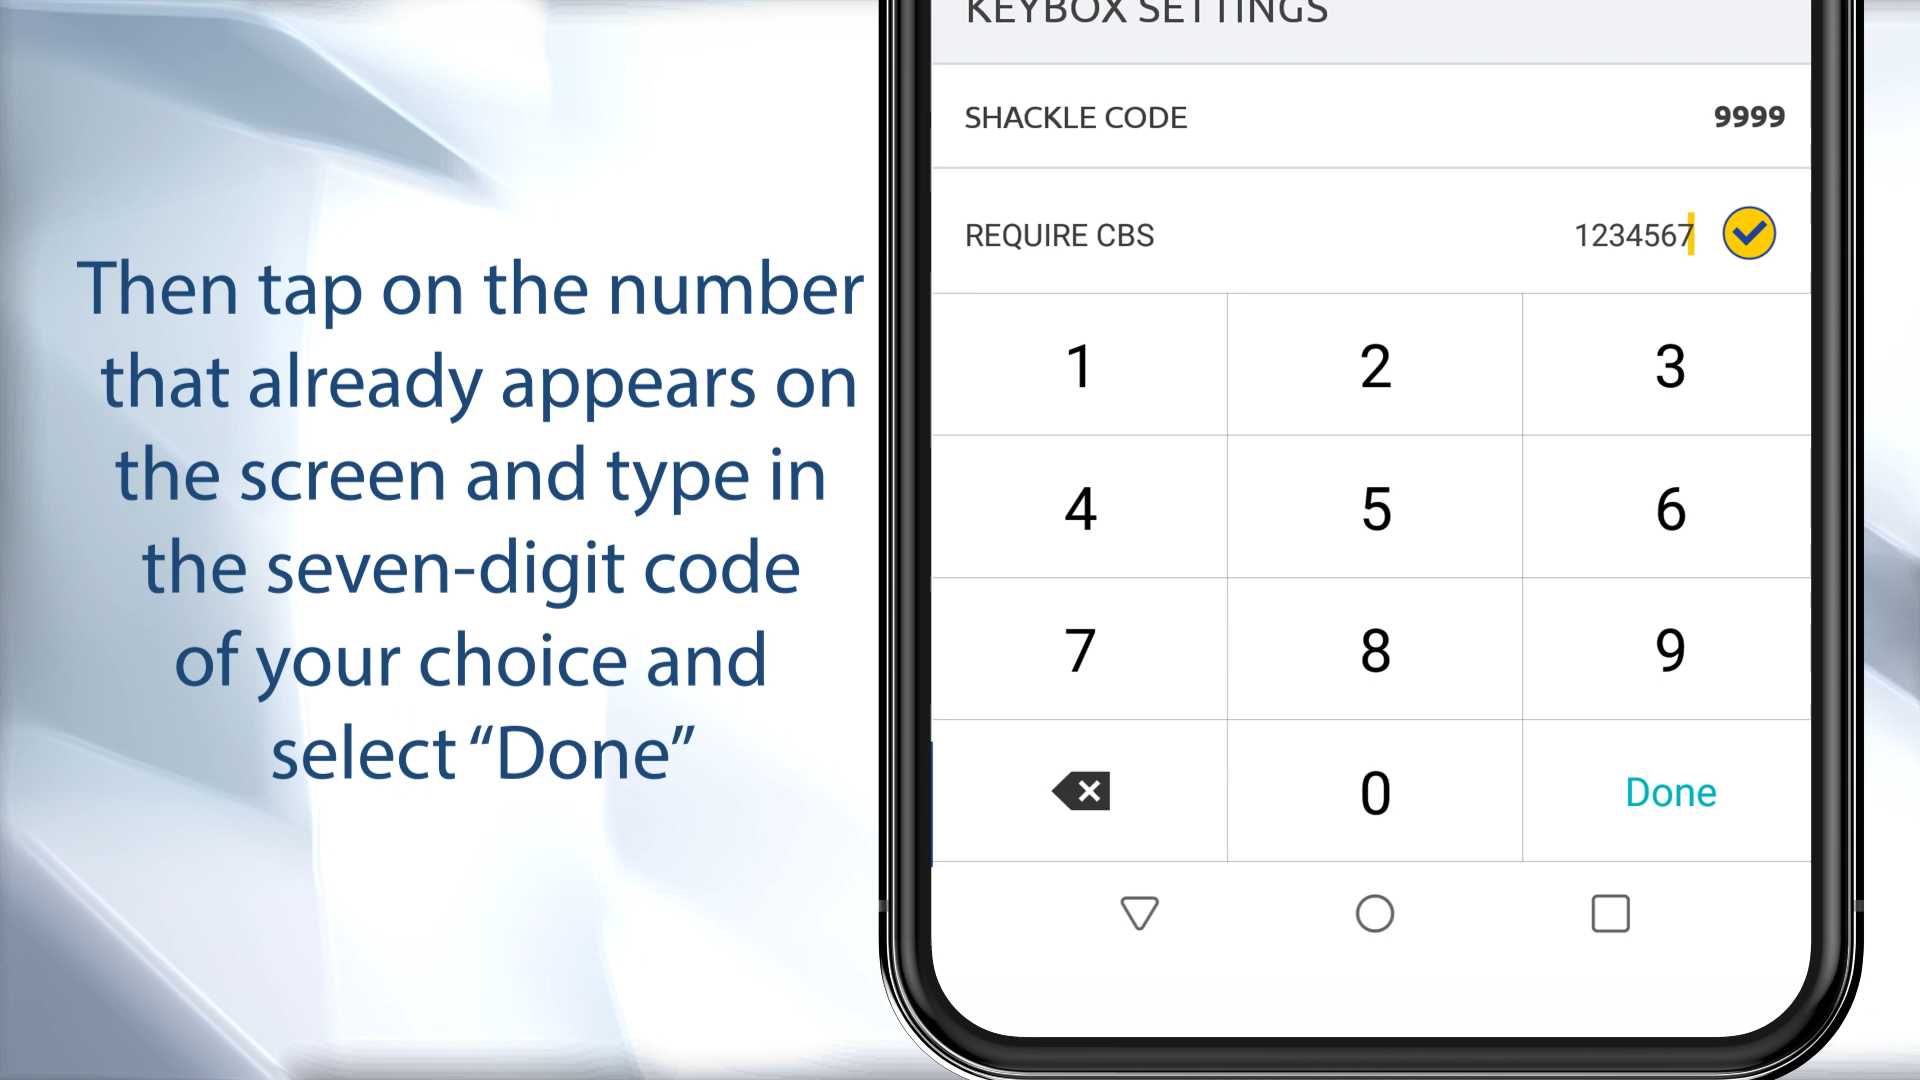 Then tap on the number
that already appears on
the screen and type in
the seven-digit code
of your choice and
select “Done”
KEYBOX SETTINGS
SHACKLE CODE 9999
REQUIRE CBS 1234567
1 2 3
4 5 6
7 8 9
0 Done